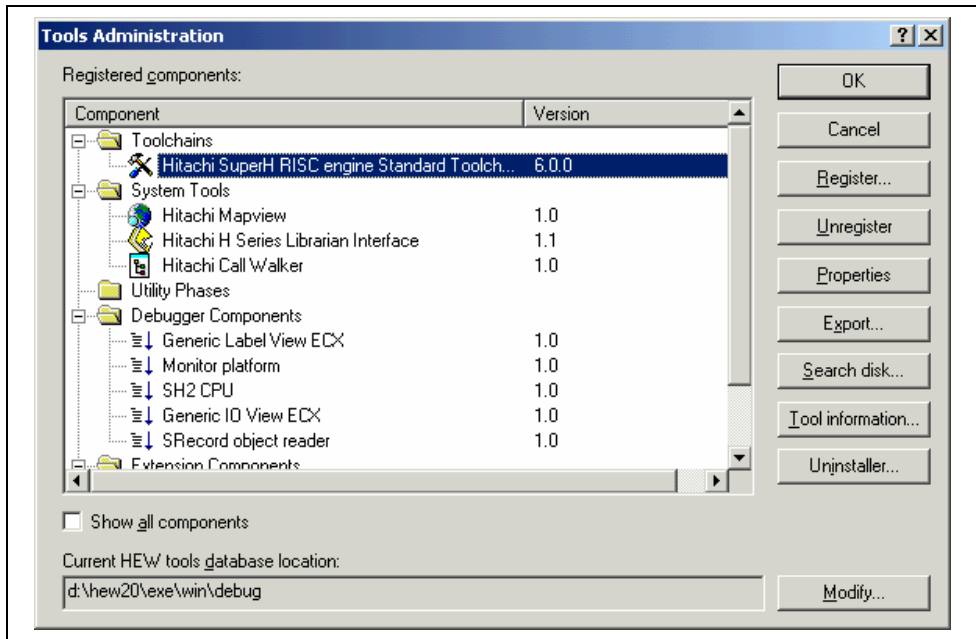 Tools Administration
Registered components:
Component Version
Toolchains
Hitachi SuperH RISC engine Standard Toolch... 6.0.0
System Tools
Hitachi Mapview 1.0
Hitachi H Series Librarian Interface 1.1
Hitachi Call Walker 1.0
Utility Phases
Debugger Components
Generic Label View ECX 1.0
Monitor platform 1.0
SH2 CPU 1.0
Generic IO View ECX 1.0
SRecord object reader 1.0
Extension Components
Show all components
Current HEW tools database location:
d:\hew20\exe\win\debug
OK
Cancel
Register...
Unregister
Properties
Export...
Search disk...
Tool information...
Uninstaller...
Modify...